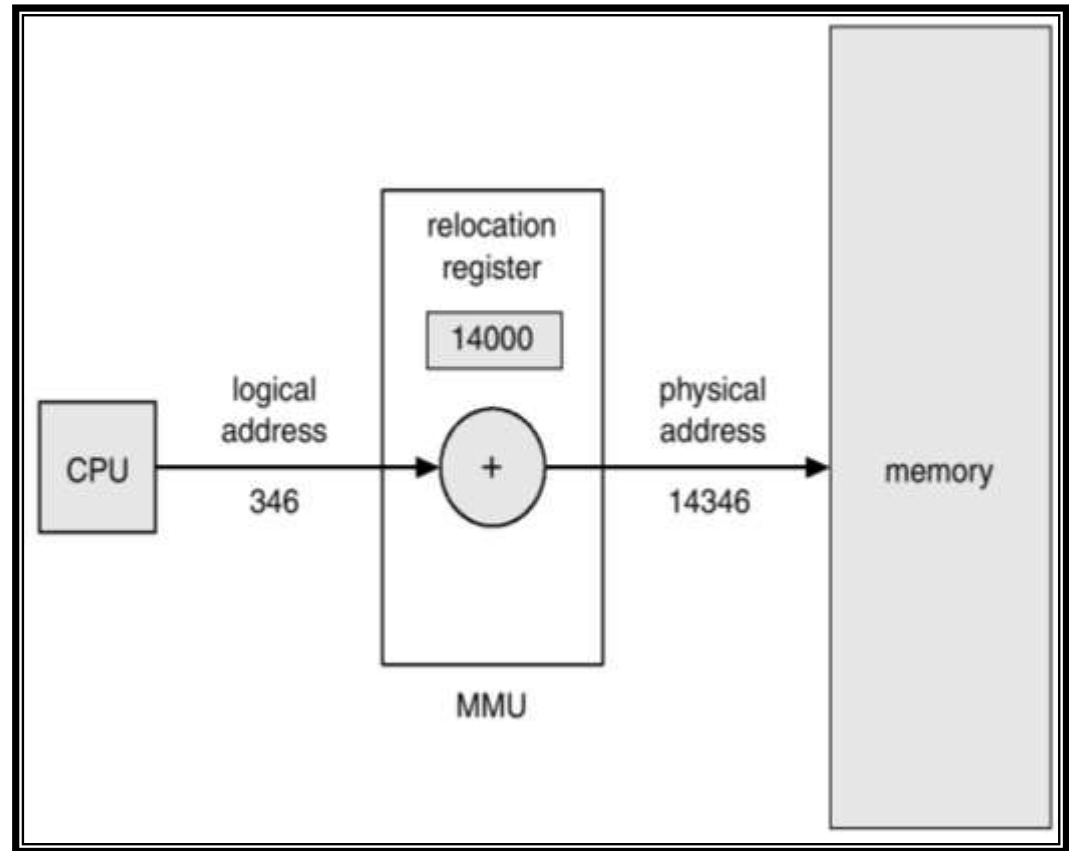 relocation
register
14000
logical
address
346
CPU
+
physical
address
14346
memory
MMU